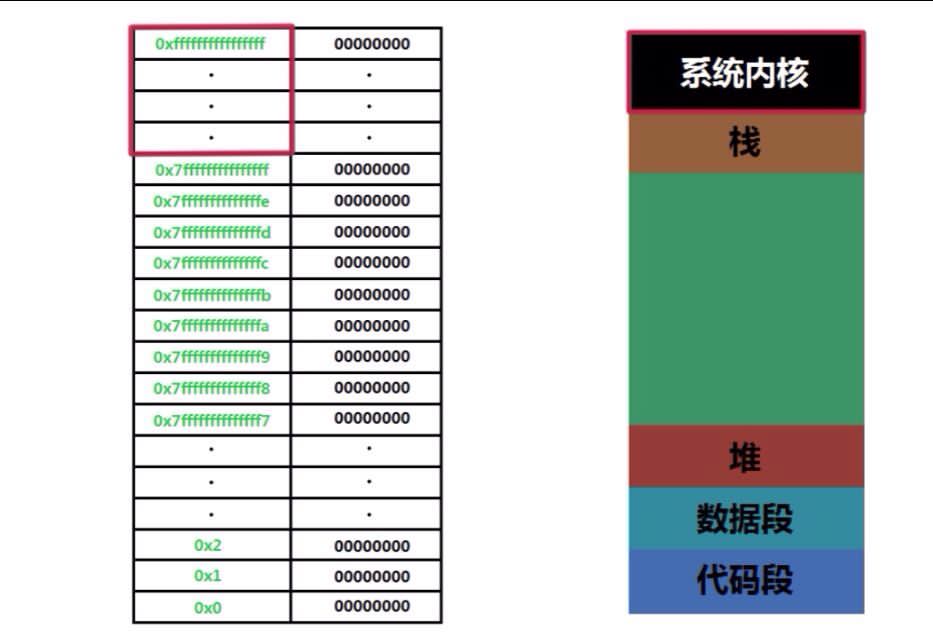 0xffffffffffffffff 00000000
. .
. .
. .
0x7fffffffffffffff 00000000
0x7ffffffffffffffe 00000000
0x7ffffffffffffffd 00000000
0x7ffffffffffffffc 00000000
0x7ffffffffffffffb 00000000
0x7ffffffffffffffa 00000000
0x7ffffffffffffff9 00000000
0x7ffffffffffffff8 00000000
0x7ffffffffffffff7 00000000
. .
. .
. .
0x2 00000000
0x1 00000000
0x0 00000000
系统内核
栈
堆
数据段
代码段